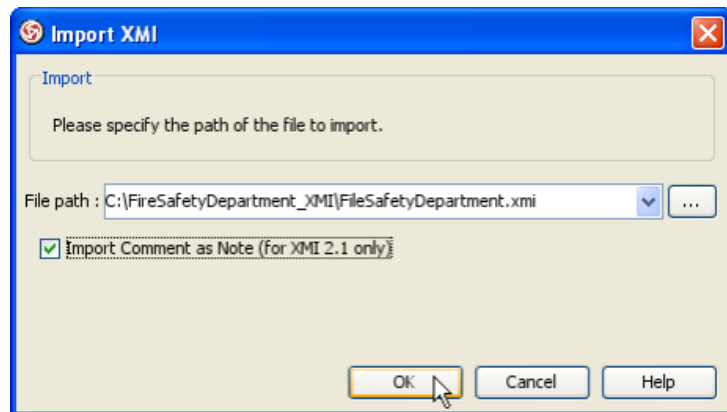 Import XMI
Import
Please specify the path of the file to import.
File path : C:\FireSafetyDepartment_XMI\FileSafetyDepartment.xmi ...
Import Comment as Note (for XMI 2.1 only)
OK Cancel Help